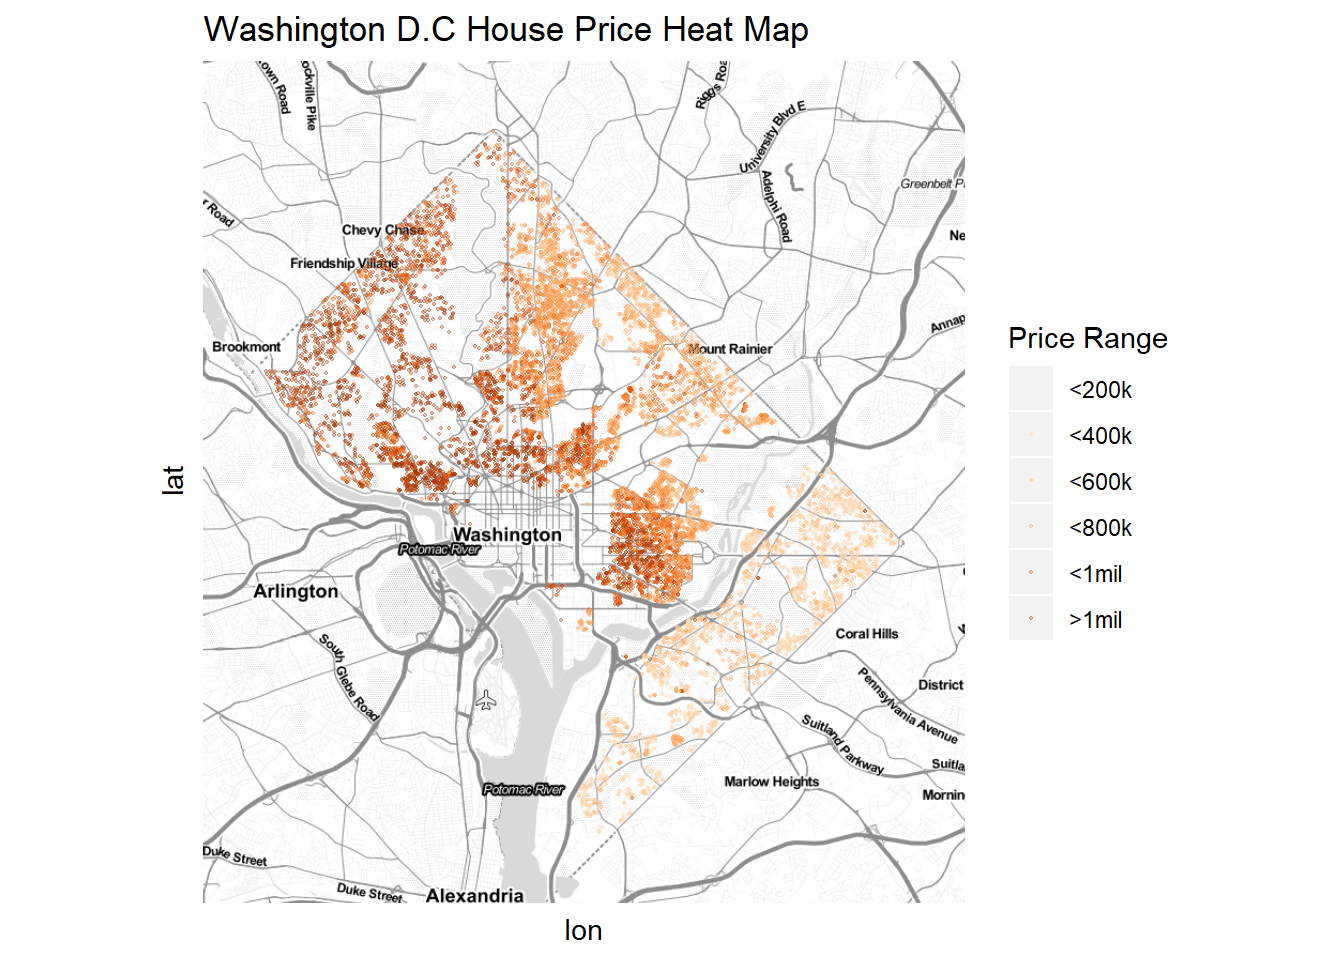 Washington D.C House Price Heat Map
own Road
ockville Pike
Riggs Roa
University Blvd E
Adelphi Road
Greenbelt P
r Road
Chevy Chase
Ne
Friendship Village
Annap
Brookmont
Mount Rainier
Price Range
<200k
<400k
<600k
<800k
<1mil
>1mil
lat
Washington
Potomac River
Arlington
Coral Hills
South Glebe Road
Pennsylvania Avenue
District
Suitland Parkway
Suitla
Marlow Heights
Potomac River
Mornin
Duke Street
Duke Street
Alexandria
lon